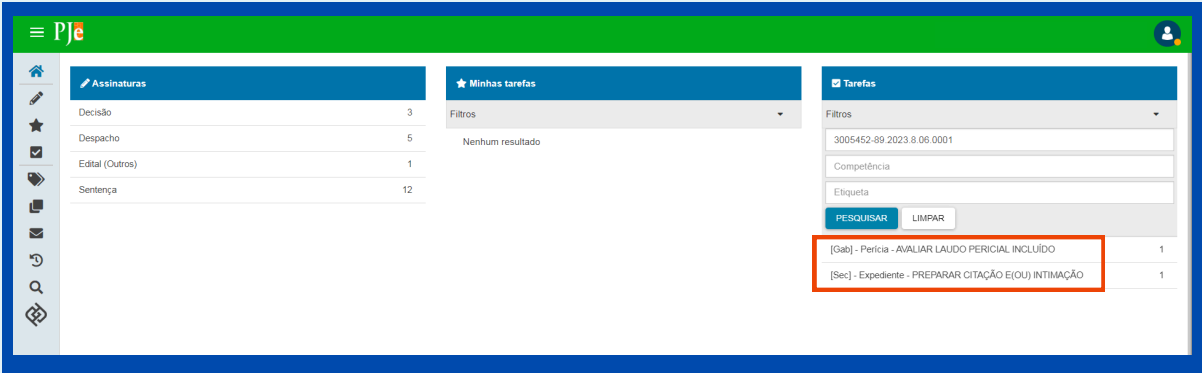 PJe
Assinaturas
Decisão 3
Despacho 5
Edital (Outros) 1
Sentença 12
Minhas tarefas
Filtros
Nenhum resultado
Tarefas
Filtros
3005452-89.2023.8.06.0001
Competência
Etiqueta
PESQUISAR LIMPAR
[Gab] - Perícia - AVALIAR LAUDO PERICIAL INCLUÍDO 1
[Sec] - Expediente - PREPARAR CITAÇÃO E(OU) INTIMAÇÃO 1